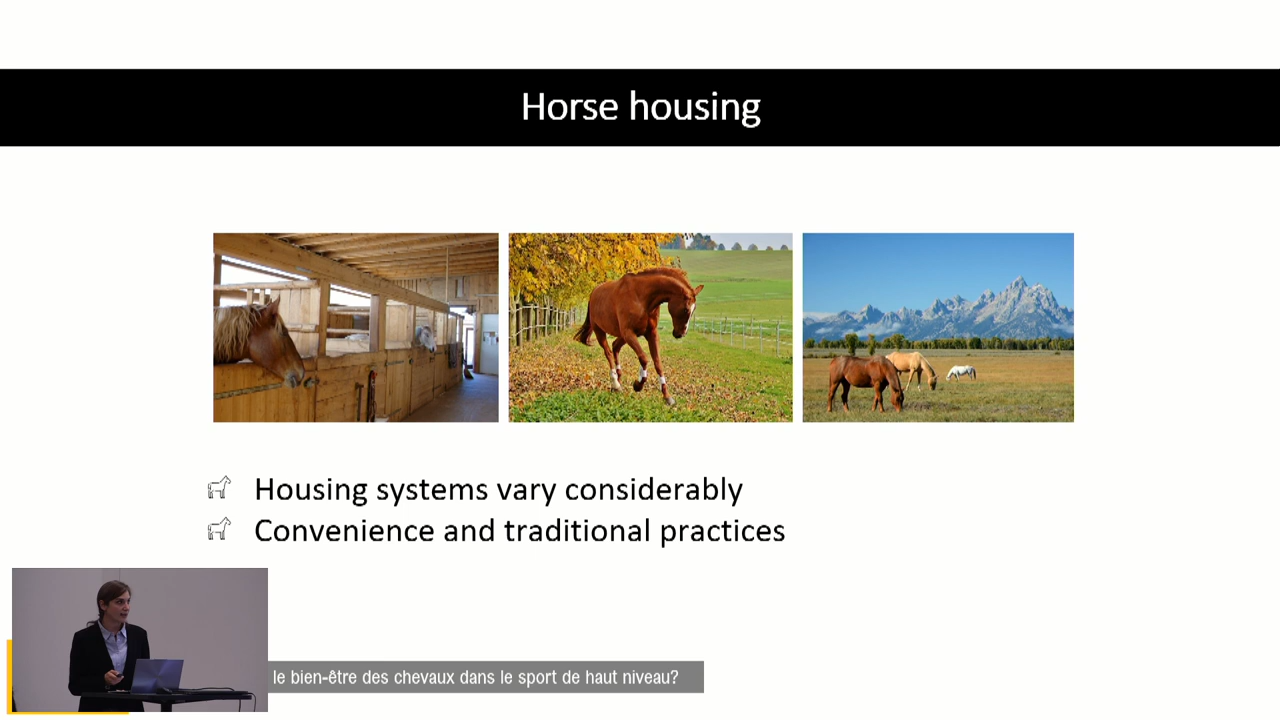 Horse housing
Housing systems vary considerably
Convenience and traditional practices
le bien-être des chevaux dans le sport de haut niveau?